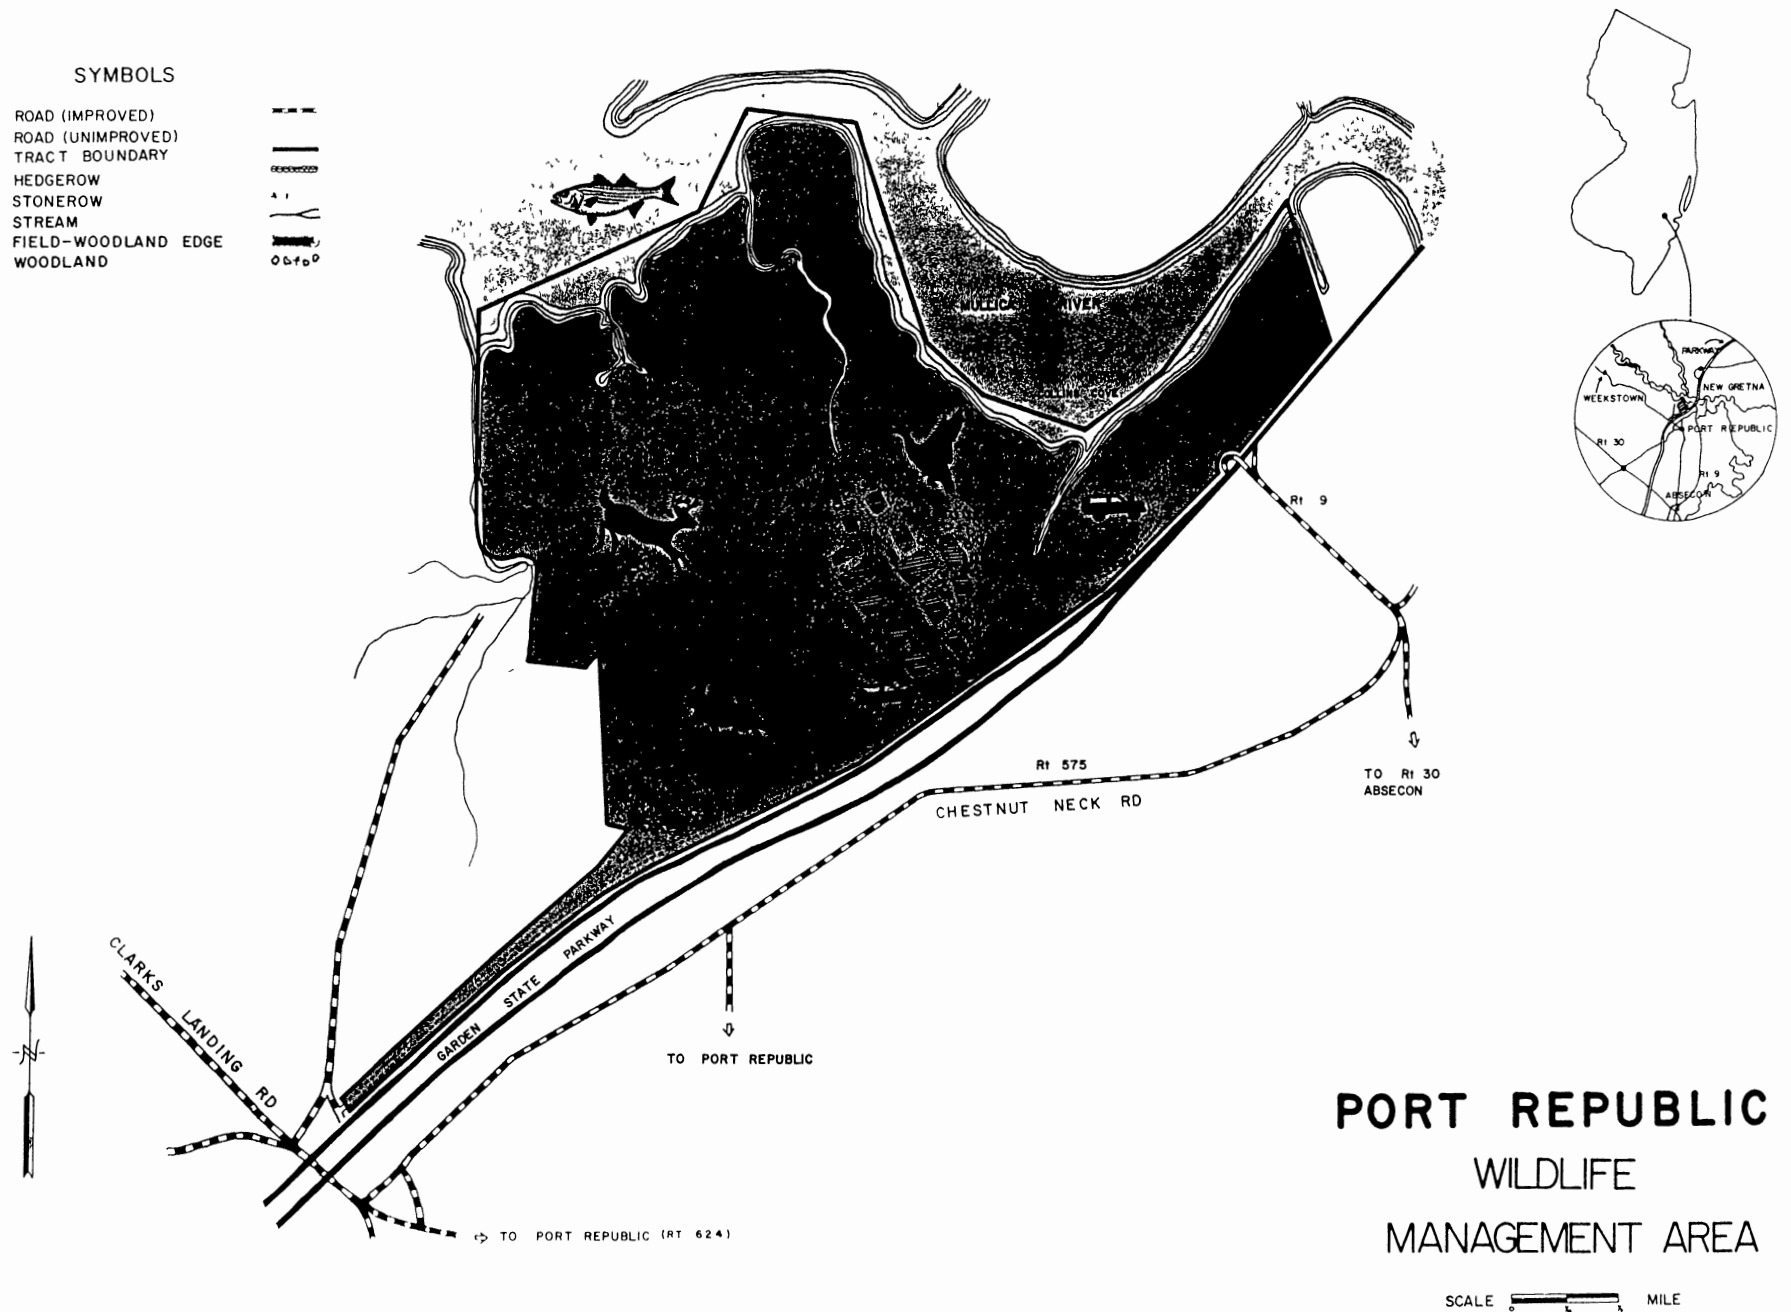 SYMBOLS
ROAD (IMPROVED)
ROAD (UNIMPROVED)
TRACT BOUNDARY
HEDGEROW
STONEROW
STREAM
FIELD-WOODLAND EDGE
WOODLAND
MULLICA RIVER
COVE
PARKWAY
NEW GRETNA
WEEKSTOWN
PORT REPUBLIC
Rt 30
Rt 9
ABSECON
Rt 9
Rt 575
CHESTNUT NECK RD
TO Rt 30
ABSECON
GARDEN STATE PARKWAY
CLARKS LANDING RD
N
TO PORT REPUBLIC
TO PORT REPUBLIC (RT 624)
PORT REPUBLIC
WILDLIFE
MANAGEMENT AREA
SCALE MILE